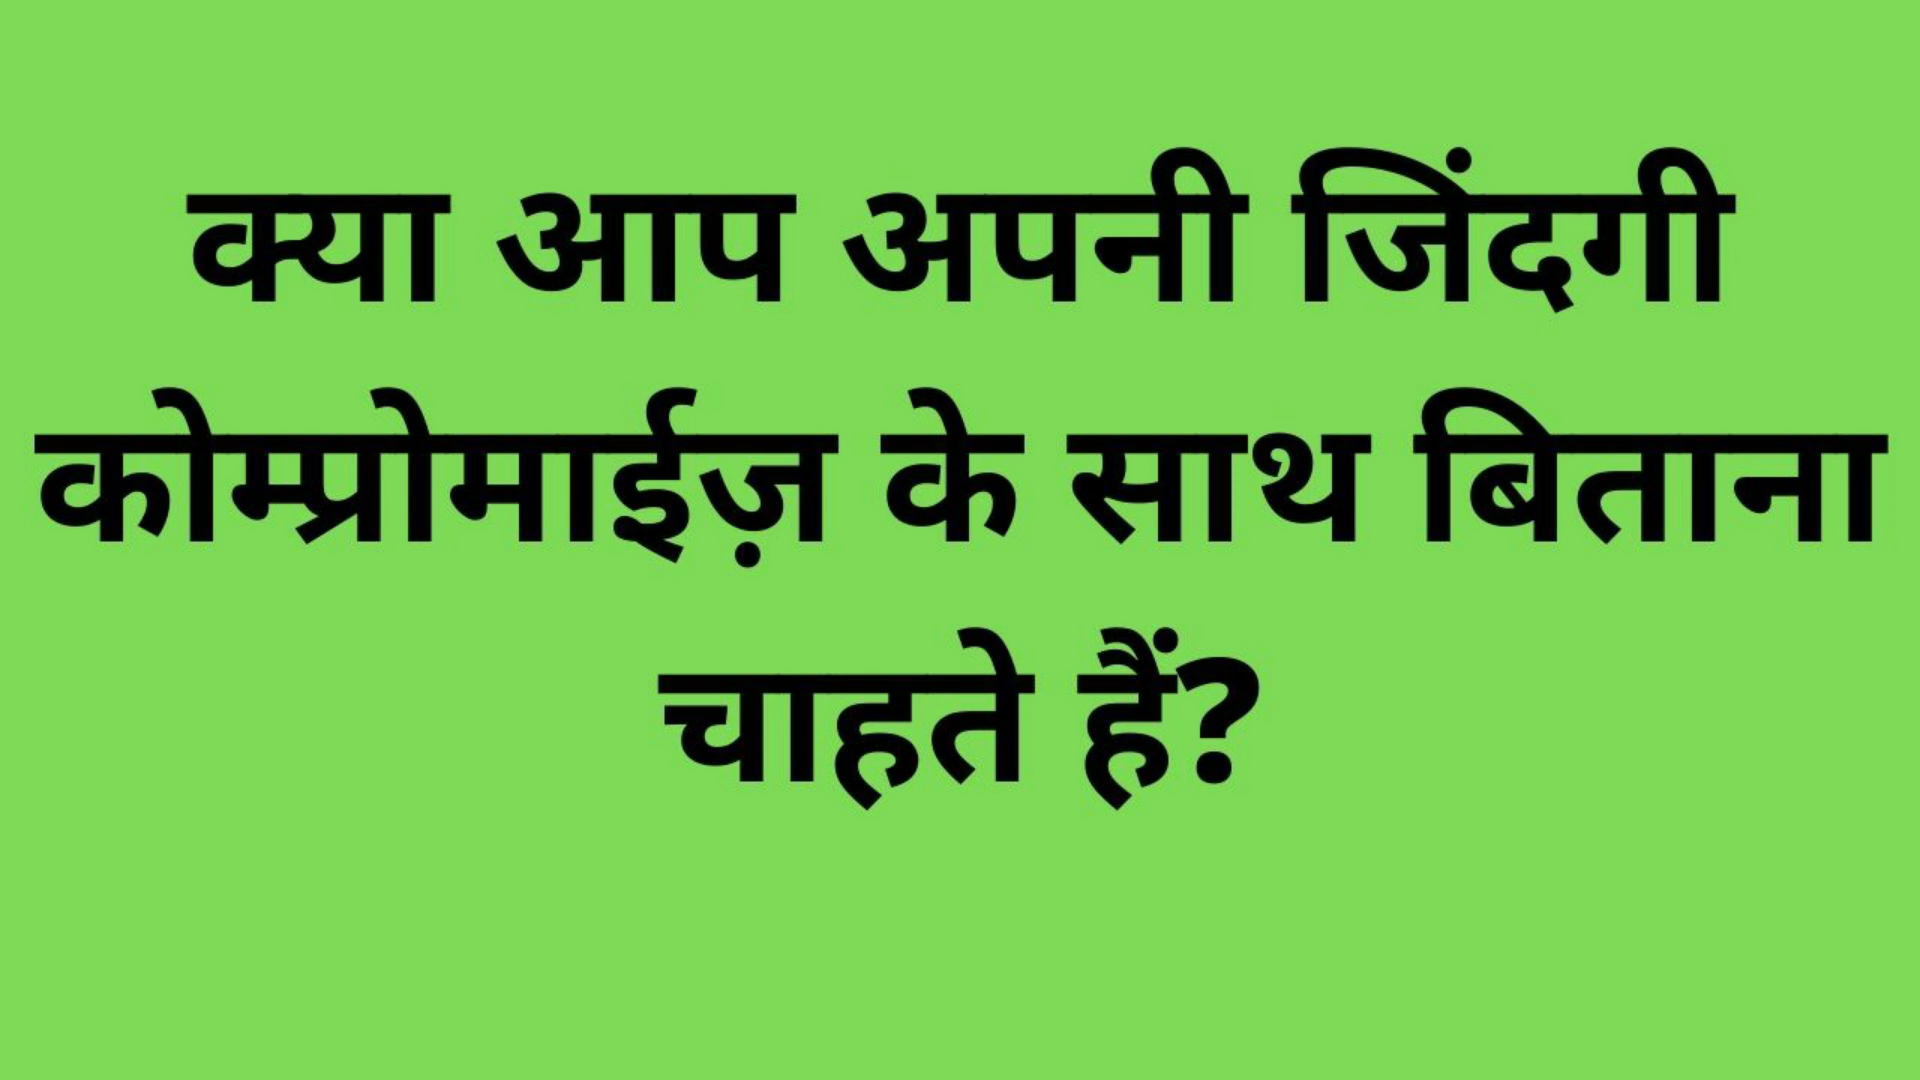 क्या आप अपनी जिंदगी
कोम्प्रोमाईज़ के साथ बिताना
चाहते हैं?